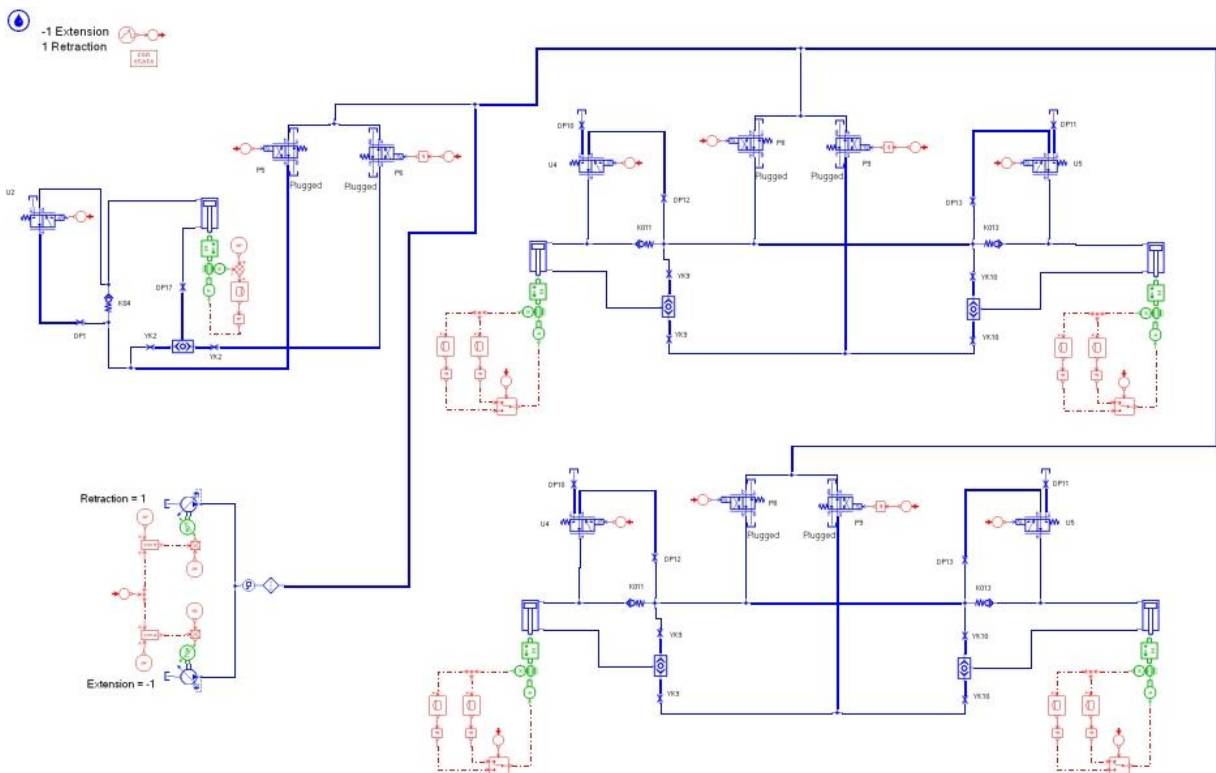 -1 Extension
1 Retraction
DP10
DP11
P5
P6
Plugged
Plugged
U2
U4
P8
P9
Plugged
Plugged
U5
DP12
DP13
K011
K013
K04
DP17
DP1
YK2
YK2
YK9
YK10
YK9
YK10
Retraction = 1
Extension = -1
DP10
DP11
U4
P8
P9
U5
Plugged
Plugged
DP12
DP13
K011
K013
YK9
YK10
YK9
YK10